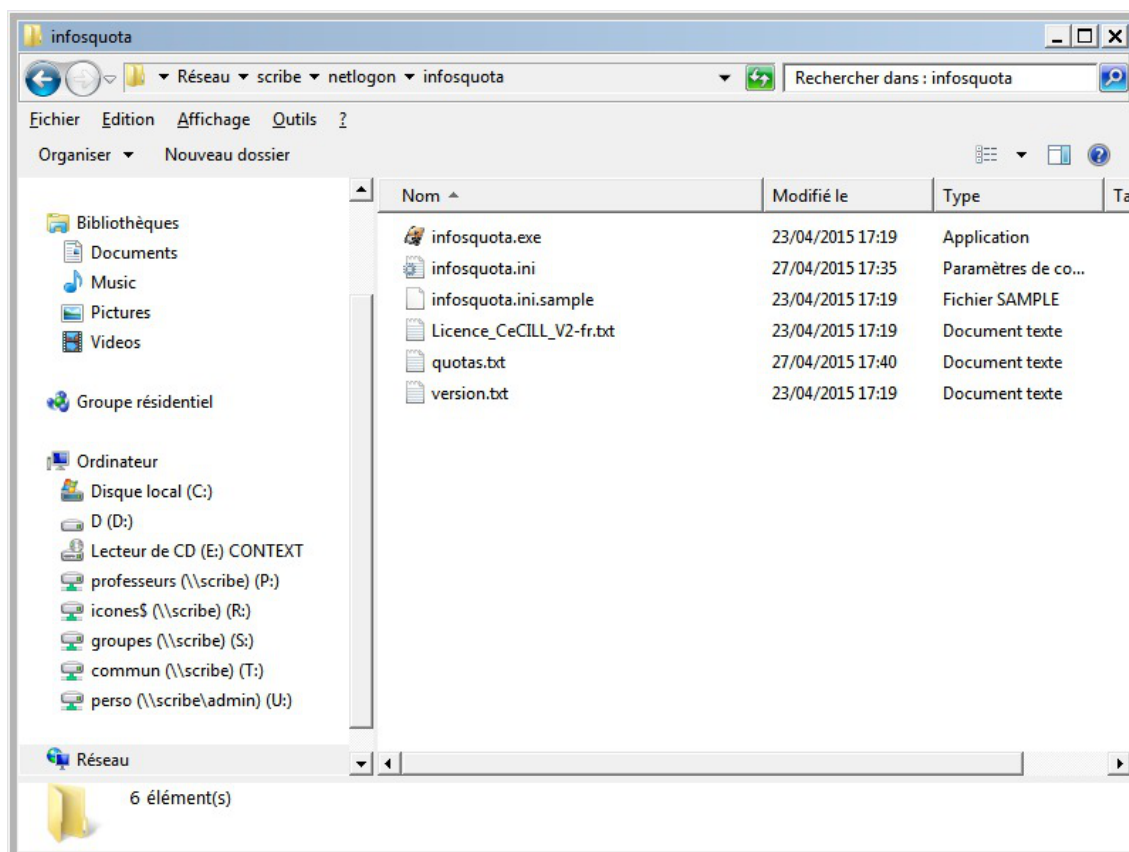 infosquota
Réseau scribe netlogon infosquota
Rechercher dans : infosquota
Fichier Edition Affichage Outils ?
Organiser Nouveau dossier
Bibliothèques
Documents
Music
Pictures
Videos
Groupe résidentiel
Ordinateur
Disque local (C:)
D (D:)
Lecteur de CD (E:) CONTEXT
professeurs (\\scribe) (P:)
icones$ (\\scribe) (R:)
groupes (\\scribe) (S:)
commun (\\scribe) (T:)
perso (\\scribe\admin) (U:)
Réseau
Nom Modifié le Type Ta
infosquota.exe 23/04/2015 17:19 Application
infosquota.ini 27/04/2015 17:35 Paramètres de co...
infosquota.ini.sample 23/04/2015 17:19 Fichier SAMPLE
Licence_CeCILL_V2-fr.txt 23/04/2015 17:19 Document texte
quotas.txt 27/04/2015 17:40 Document texte
version.txt 23/04/2015 17:19 Document texte
6 élément(s)